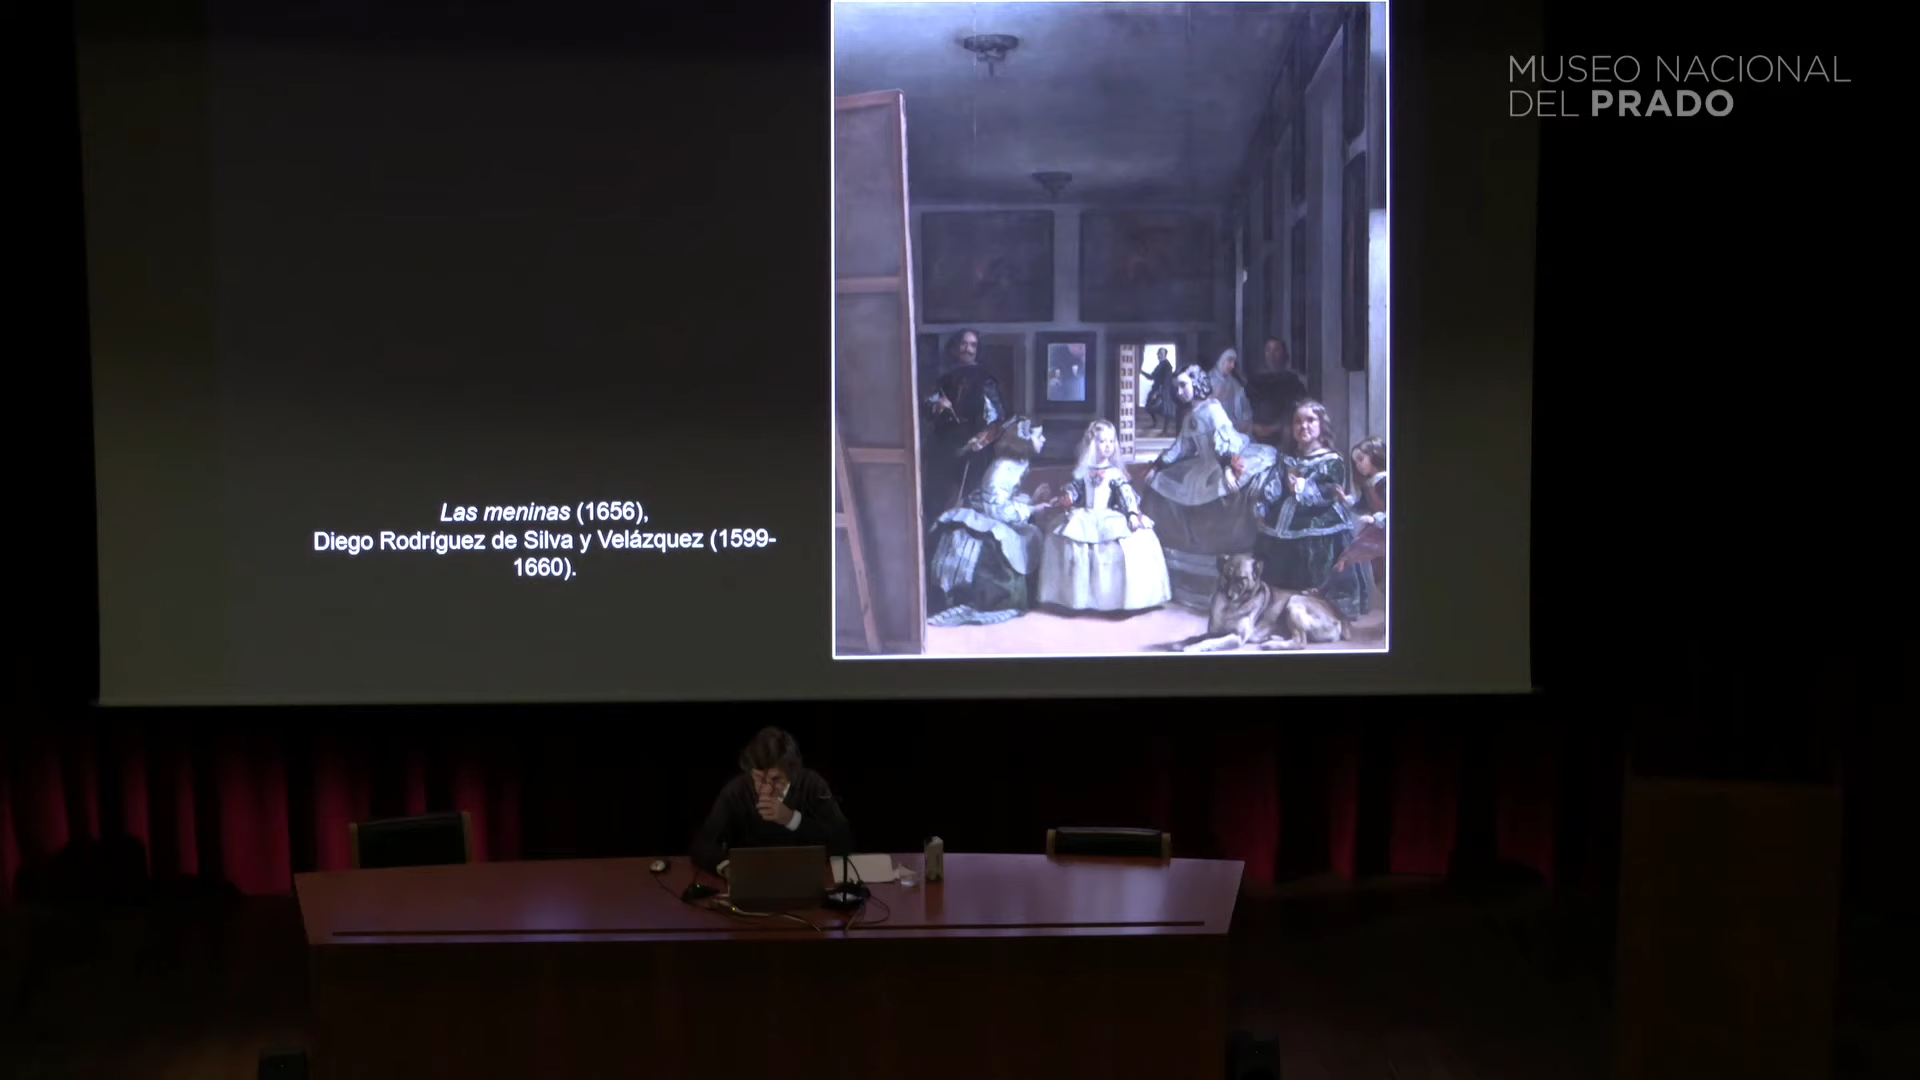 MUSEO NACIONAL
DEL PRADO
Las meninas (1656),
Diego Rodríguez de Silva y Velázquez (1599-
1660).